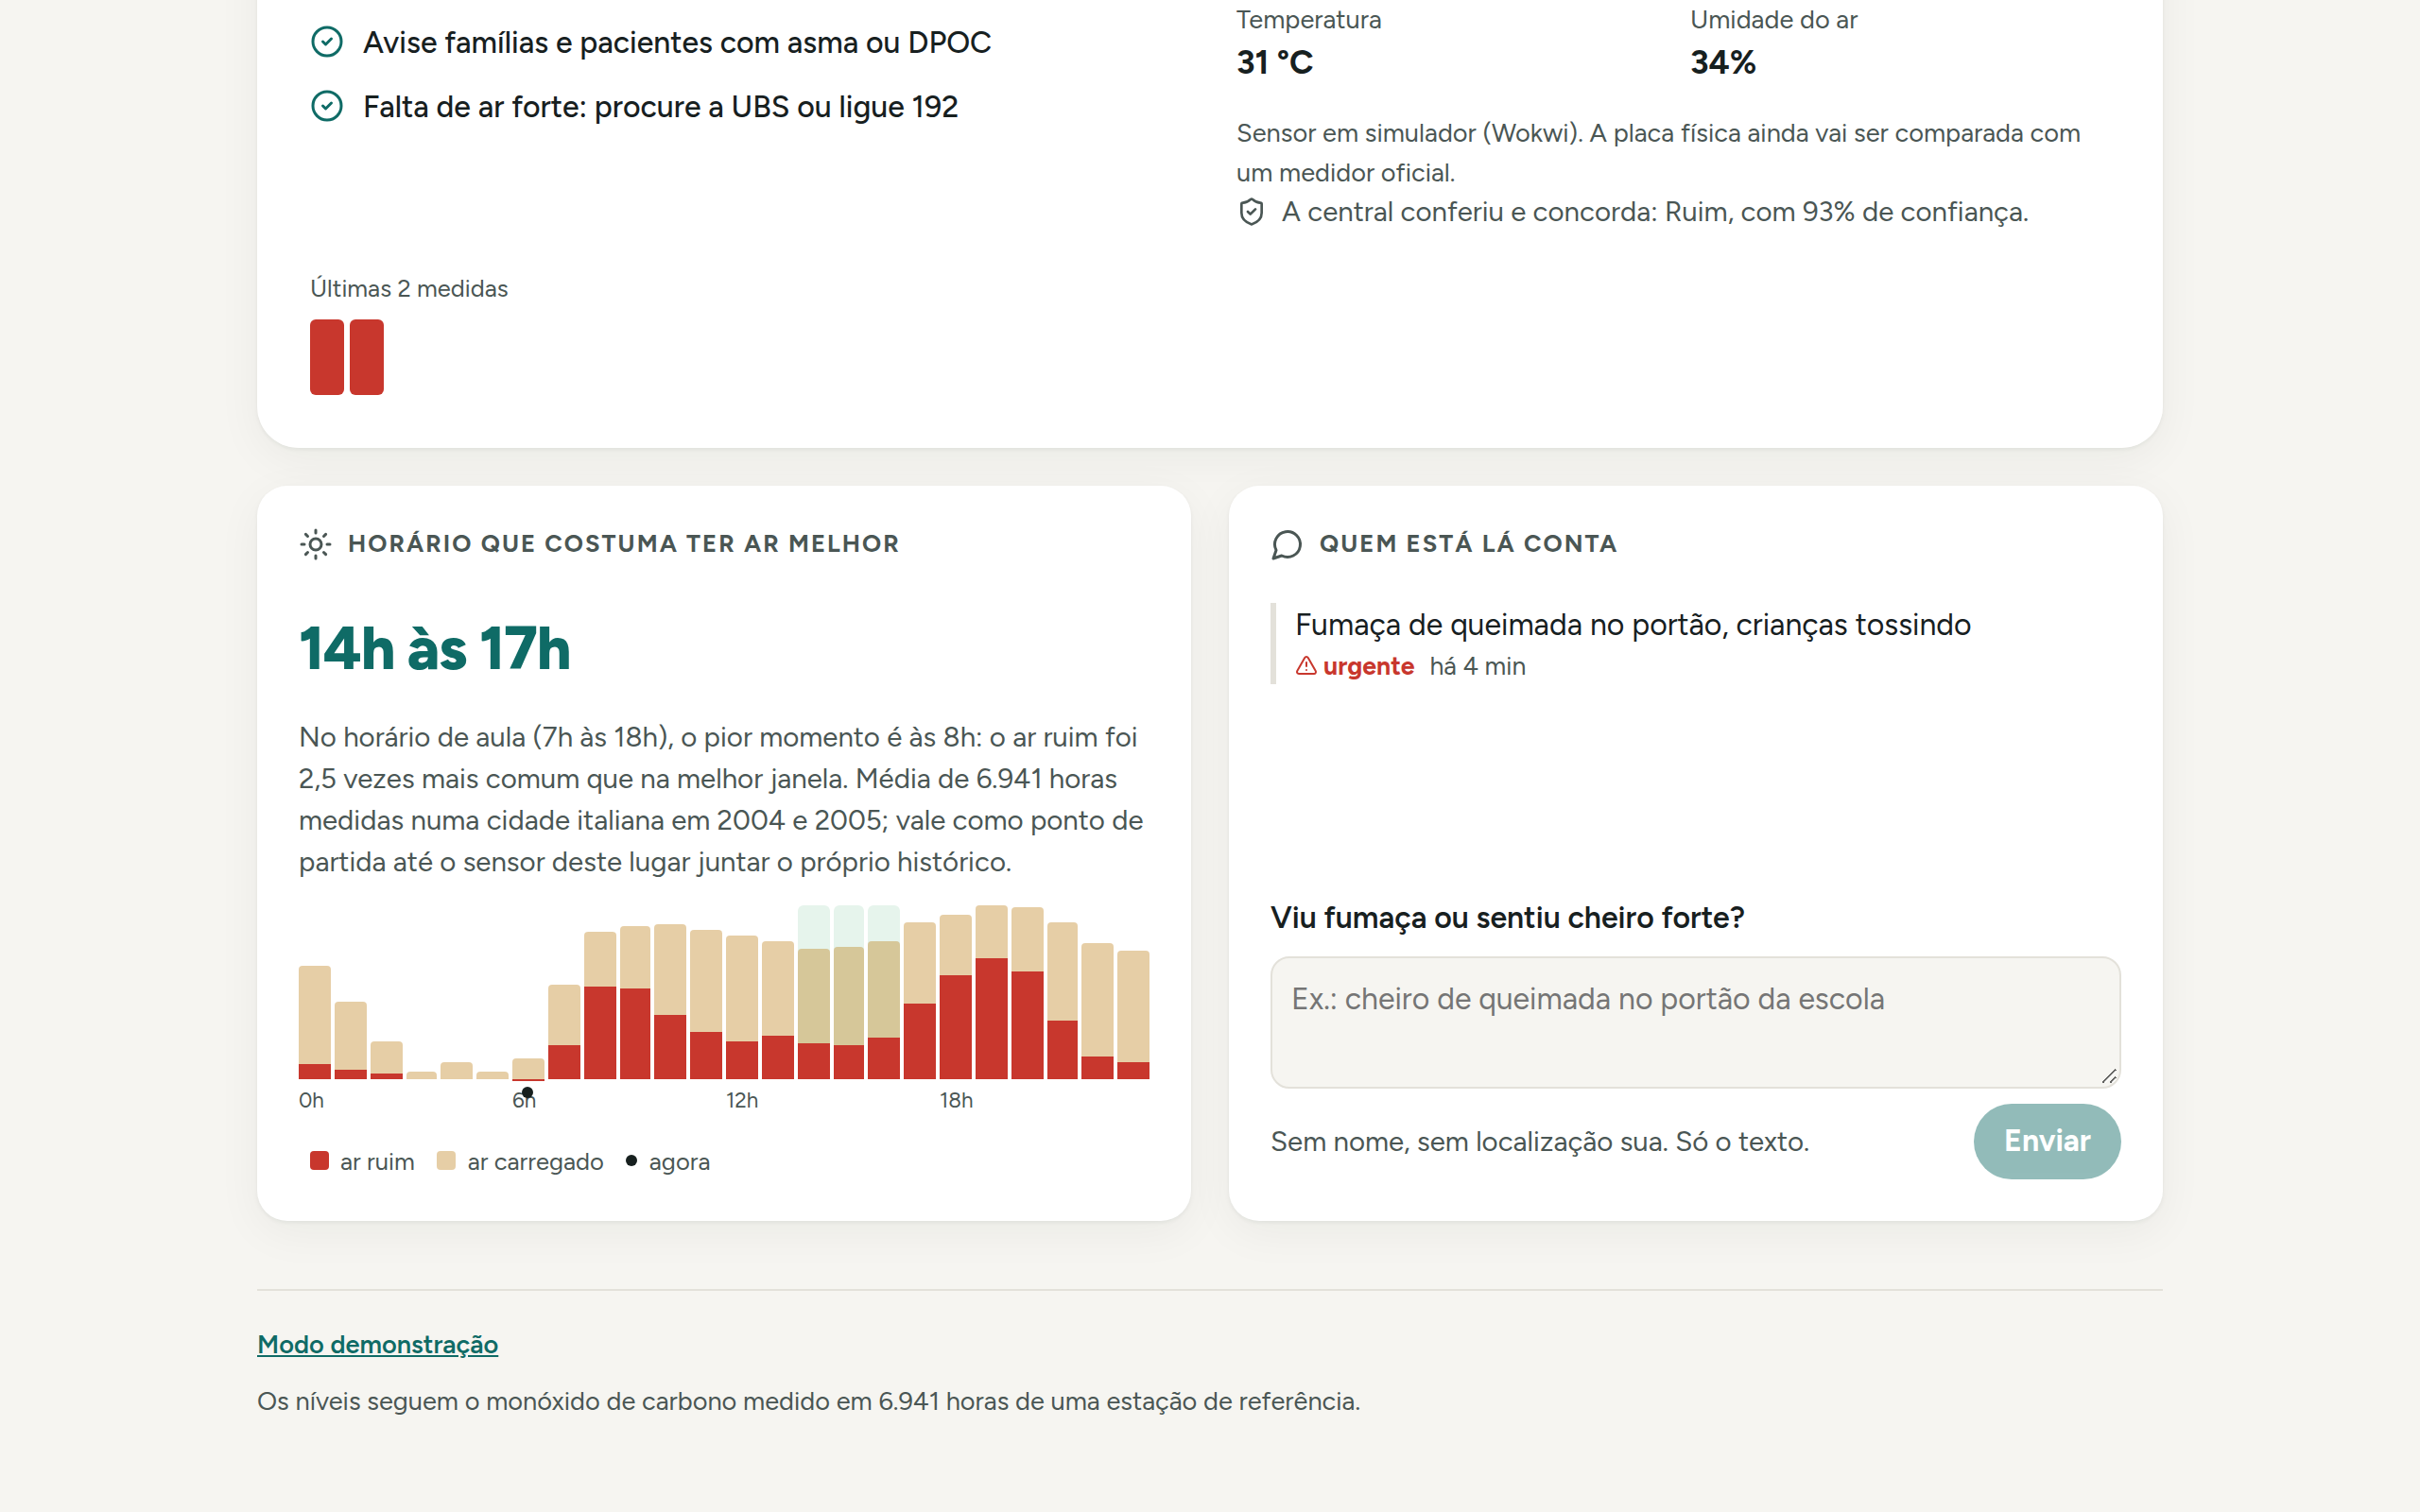 Avise famílias e pacientes com asma ou DPOC
Falta de ar forte: procure a UBS ou ligue 192
Temperatura
31 °C
Umidade do ar
34%
Sensor em simulador (Wokwi). A placa física ainda vai ser comparada com
um medidor oficial.
A central conferiu e concorda: Ruim, com 93% de confiança.
Últimas 2 medidas
HORÁRIO QUE COSTUMA TER AR MELHOR
14h às 17h
No horário de aula (7h às 18h), o pior momento é às 8h: o ar ruim foi
2,5 vezes mais comum que na melhor janela. Média de 6.941 horas
medidas numa cidade italiana em 2004 e 2005; vale como ponto de
partida até o sensor deste lugar juntar o próprio histórico.
0h 6h 12h 18h
ar ruim ar carregado agora
QUEM ESTÁ LÁ CONTA
Fumaça de queimada no portão, crianças tossindo
urgente há 4 min
Viu fumaça ou sentiu cheiro forte?
Ex.: cheiro de queimada no portão da escola
Sem nome, sem localização sua. Só o texto.
Enviar
Modo demonstração
Os níveis seguem o monóxido de carbono medido em 6.941 horas de uma estação de referência.